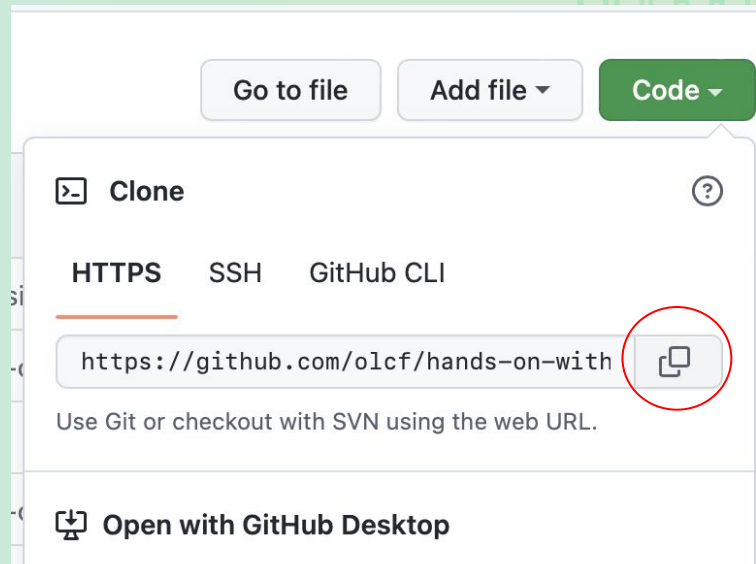 Go to file Add file Code
Clone
HTTPS SSH GitHub CLI
https://github.com/olcf/hands-on-with
Use Git or checkout with SVN using the web URL.
Open with GitHub Desktop